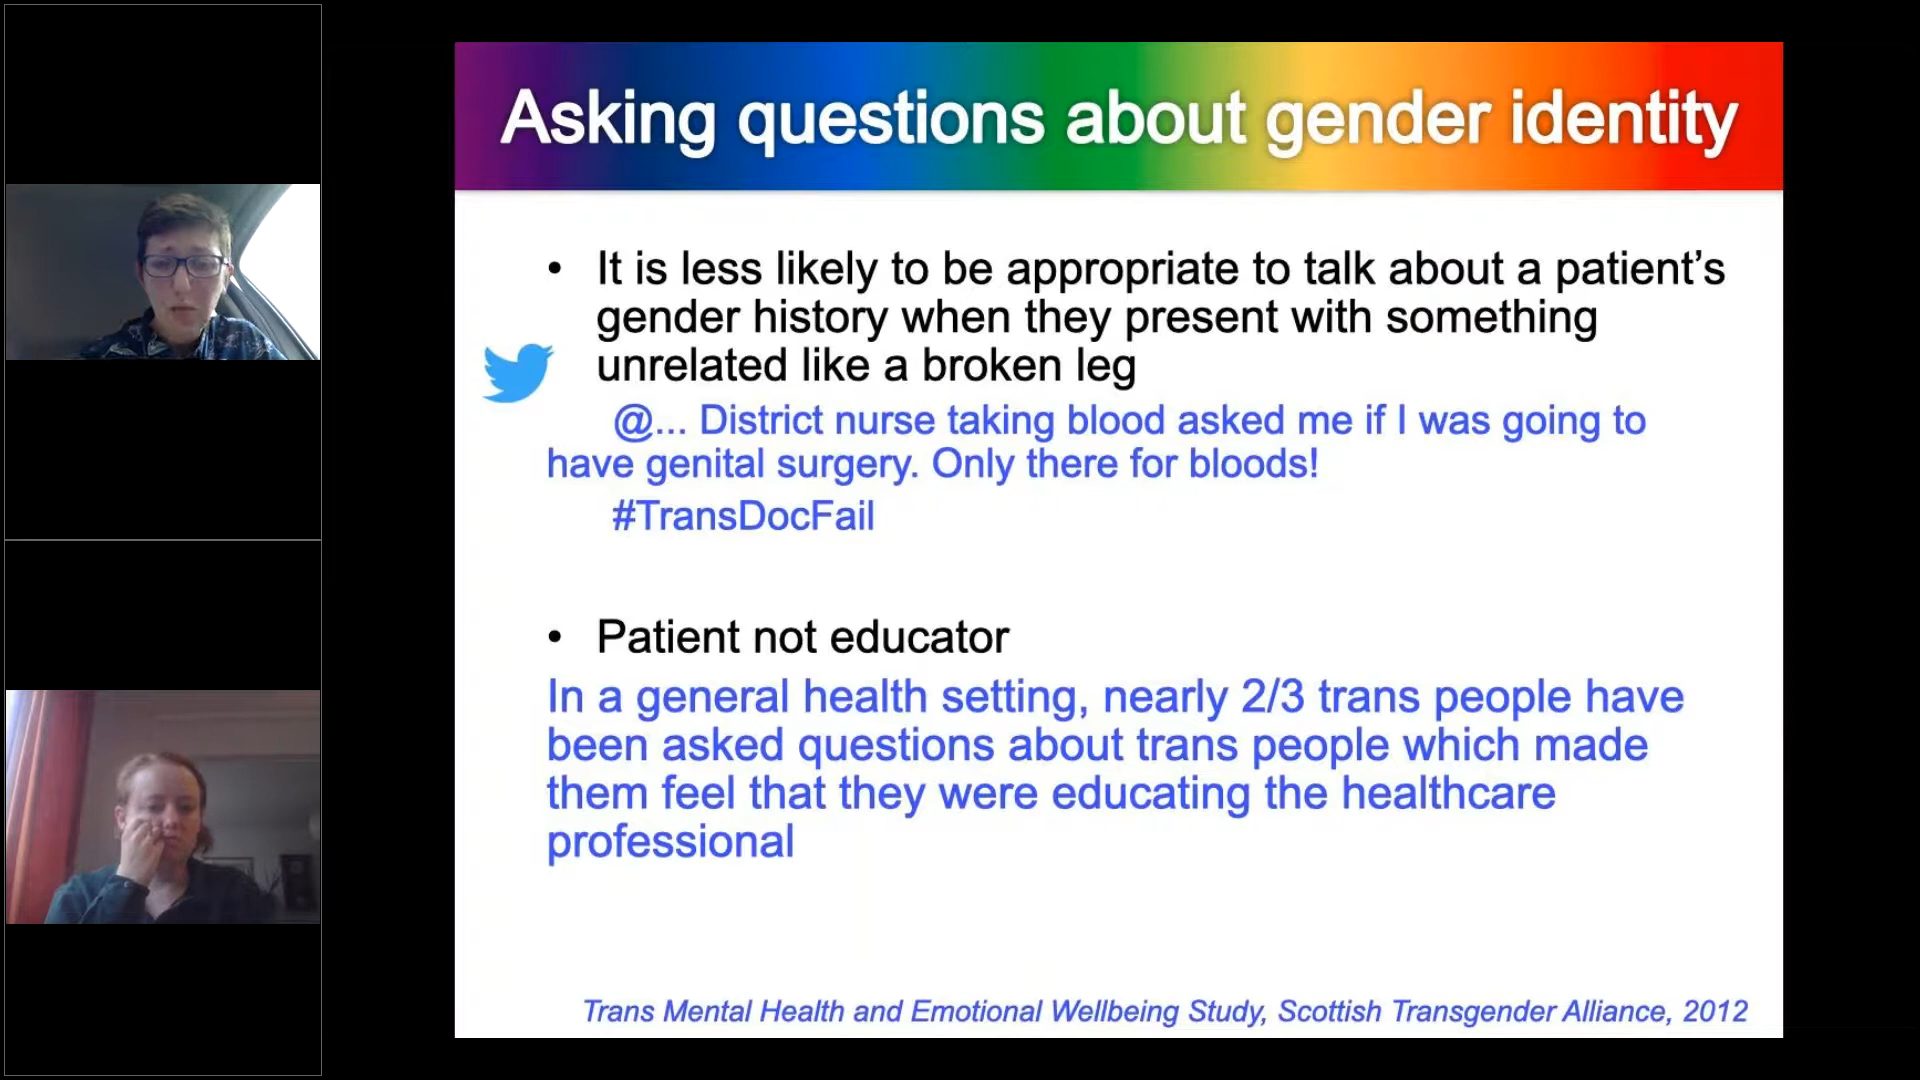 Asking questions about gender identity
• It is less likely to be appropriate to talk about a patient’s
gender history when they present with something
unrelated like a broken leg
@... District nurse taking blood asked me if I was going to
have genital surgery. Only there for bloods!
#TransDocFail
• Patient not educator
In a general health setting, nearly 2/3 trans people have
been asked questions about trans people which made
them feel that they were educating the healthcare
professional
Trans Mental Health and Emotional Wellbeing Study, Scottish Transgender Alliance, 2012